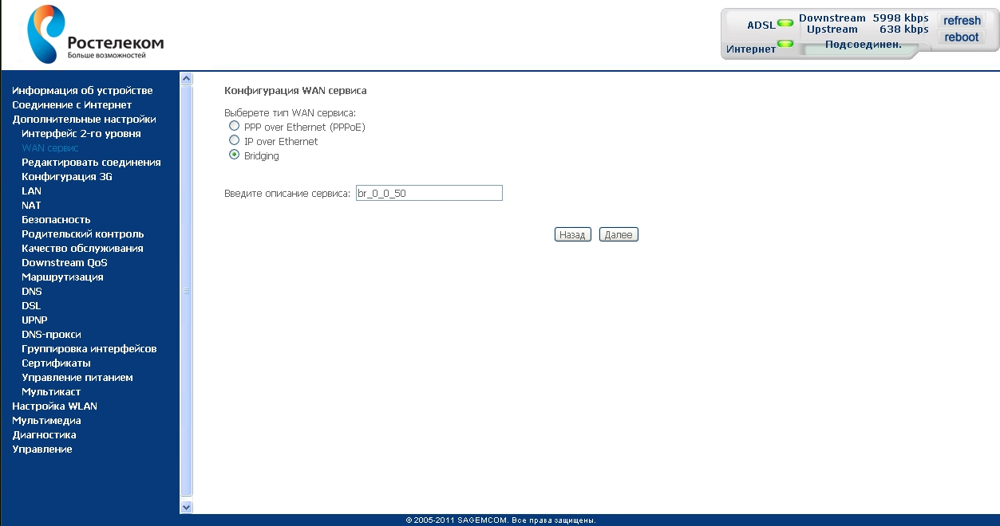 Ростелеком
Больше возможностей
ADSL
Downstream 5998 kbps
Upstream 638 kbps
refresh
reboot
Интернет
Подсоединен.
Информация об устройстве
Соединение с Интернет
Дополнительные настройки
Интерфейс 2-го уровня
WAN сервис
Редактировать соединения
Конфигурация 3G
LAN
NAT
Безопасность
Родительский контроль
Качество обслуживания
Downstream QoS
Маршрутизация
DNS
DSL
UPNP
DNS-прокси
Группировка интерфейсов
Сертификаты
Управление питанием
Мультикаст
Настройка WLAN
Мультимедиа
Диагностика
Управление
Конфигурация WAN сервиса
Выберете тип WAN сервиса:
PPP over Ethernet (PPPoE)
IP over Ethernet
Bridging
Введите описание сервиса: br_0_0_50
Назад Далее
© 2005-2011 SAGEMCOM. Все права защищены.